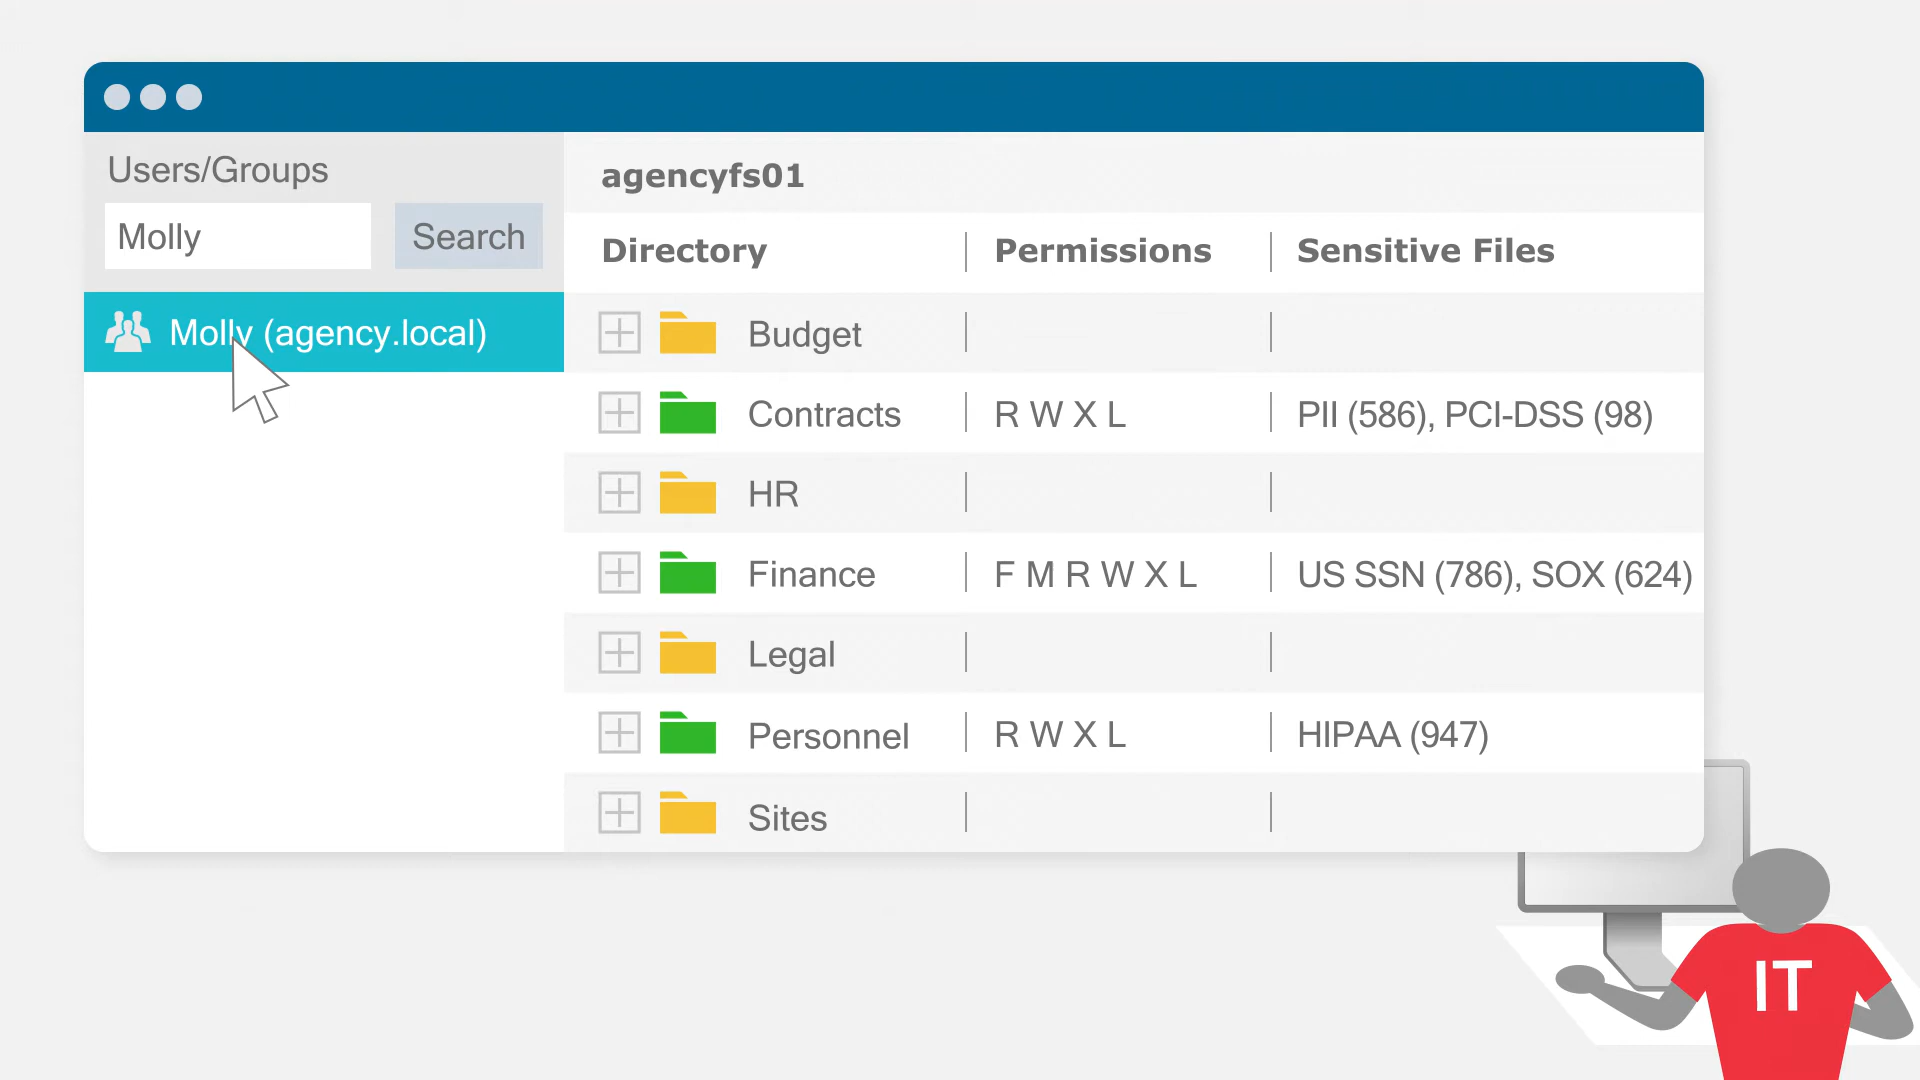 Users/Groups
Molly
Search
Molly (agency.local)
agencyfs01
Directory Permissions Sensitive Files
Budget
Contracts R W X L PII (586), PCI-DSS (98)
HR
Finance F M R W X L US SSN (786), SOX (624)
Legal
Personnel R W X L HIPAA (947)
Sites
IT